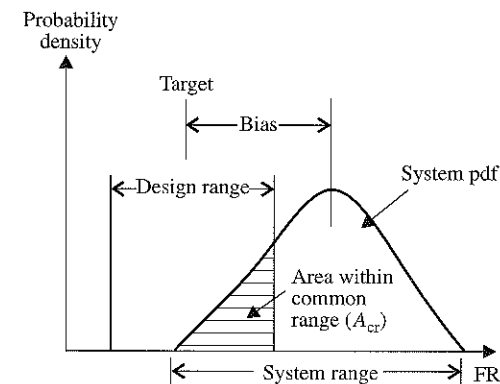 Probability
density
Target
Bias
Design range
System pdf
Area within
common
range (Acr)
System range
FR